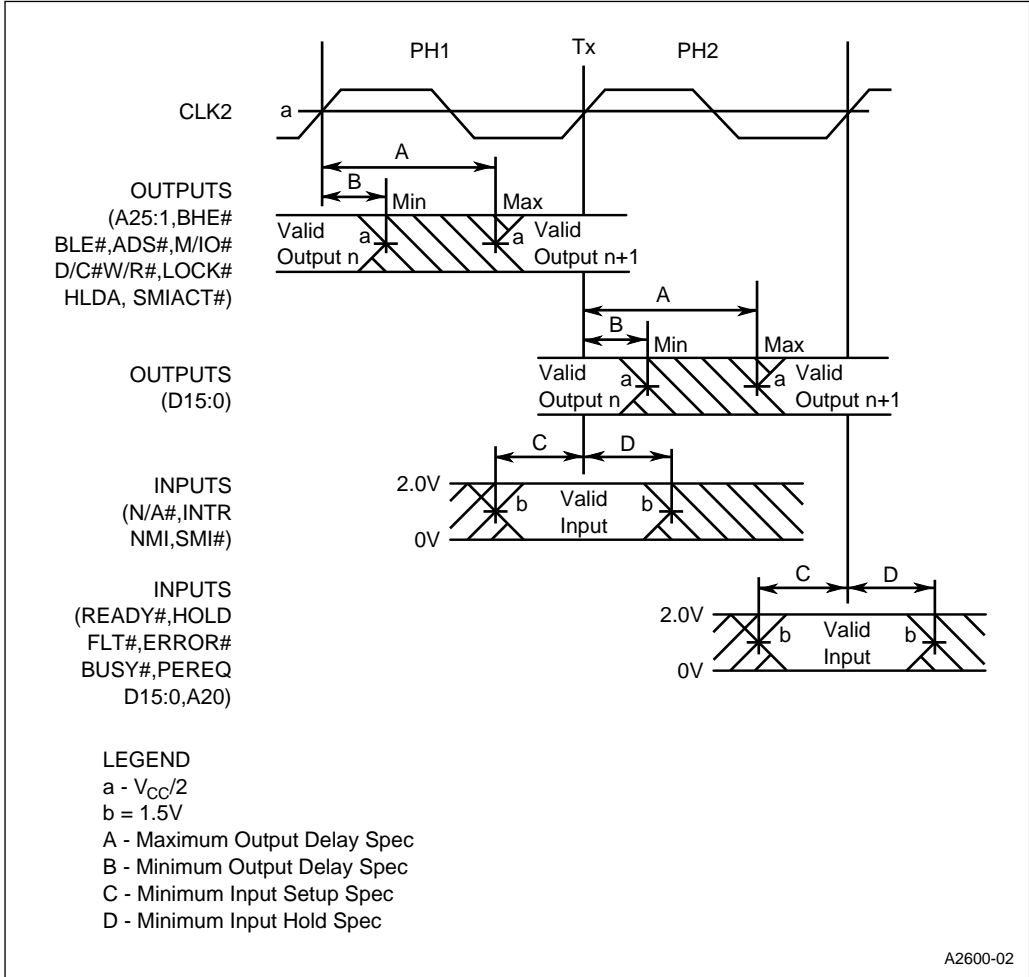 PH1 Tx PH2
CLK2 a
A
B
OUTPUTS
(A25:1,BHE#
BLE#,ADS#,M/IO#
D/C#W/R#,LOCK#
HLDA, SMIACT#)
Min Max
Valid
Output n
a
a
Valid
Output n+1
A
B
OUTPUTS
(D15:0)
Min Max
Valid
Output n
a
a
Valid
Output n+1
C D
INPUTS
(N/A#,INTR
NMI,SMI#)
2.0V
0V
b
Valid
Input
b
C D
INPUTS
(READY#,HOLD
FLT#,ERROR#
BUSY#,PEREQ
D15:0,A20)
2.0V
0V
b
Valid
Input
b
LEGEND
a - VCC/2
b = 1.5V
A - Maximum Output Delay Spec
B - Minimum Output Delay Spec
C - Minimum Input Setup Spec
D - Minimum Input Hold Spec
A2600-02